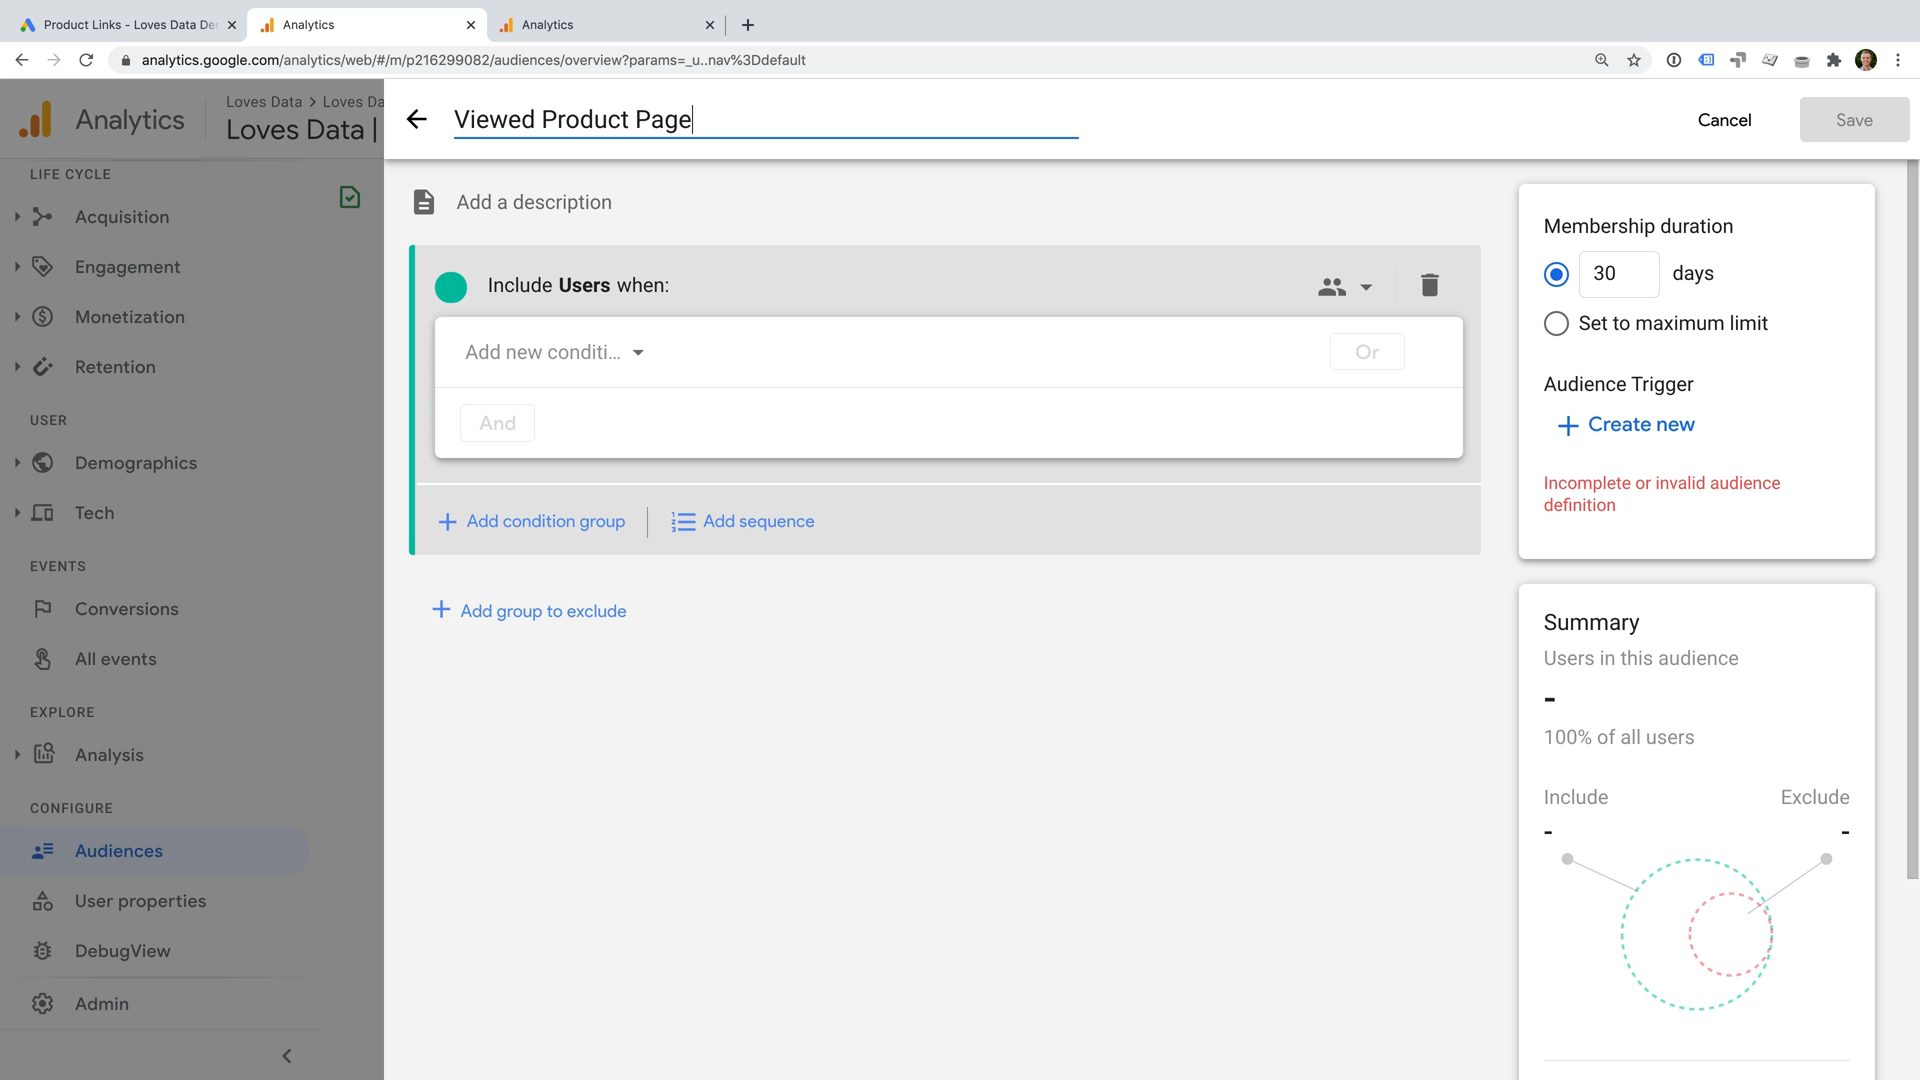 Product Links - Loves Data De
Analytics
Analytics
analytics.google.com/analytics/web/#/m/p216299082/audiences/overview?params=_u..nav%3Ddefault
Analytics
Loves Data > Loves Da
Loves Data |
Viewed Product Page
Cancel
Save
LIFE CYCLE
Acquisition
Engagement
Monetization
Retention
USER
Demographics
Tech
EVENTS
Conversions
All events
EXPLORE
Analysis
CONFIGURE
Audiences
User properties
DebugView
Admin
Add a description
Include Users when:
Add new conditi...
Or
And
Add condition group
Add sequence
Add group to exclude
Membership duration
30 days
Set to maximum limit
Audience Trigger
Create new
Incomplete or invalid audience
definition
Summary
Users in this audience
-
100% of all users
Include Exclude
- -